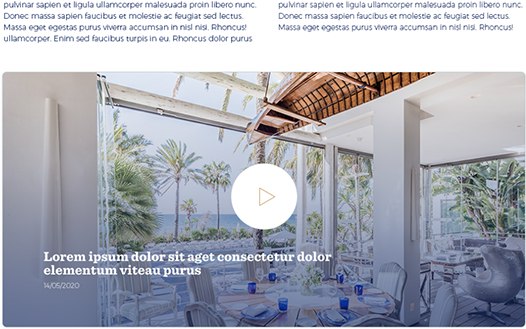 pulvinar sapien et ligula ullamcorper malesuada proin libero nunc.
Donec massa sapien faucibus et molestie ac feugiat sed lectus.
Massa eget egestas purus viverra accumsan in nisl nisi. Rhoncus!
ullamcorper. Enim sed faucibus turpis in eu. Rhoncus dolor purus
pulvinar sapien et ligula ullamcorper malesuada proin libero nunc.
Donec massa sapien faucibus et molestie ac feugiat sed lectus.
Massa eget egestas purus viverra accumsan in nisl nisi. Rhoncus!
Lorem ipsum dolor sit aget consectetur dolor
elementum viteau purus
14/05/2020